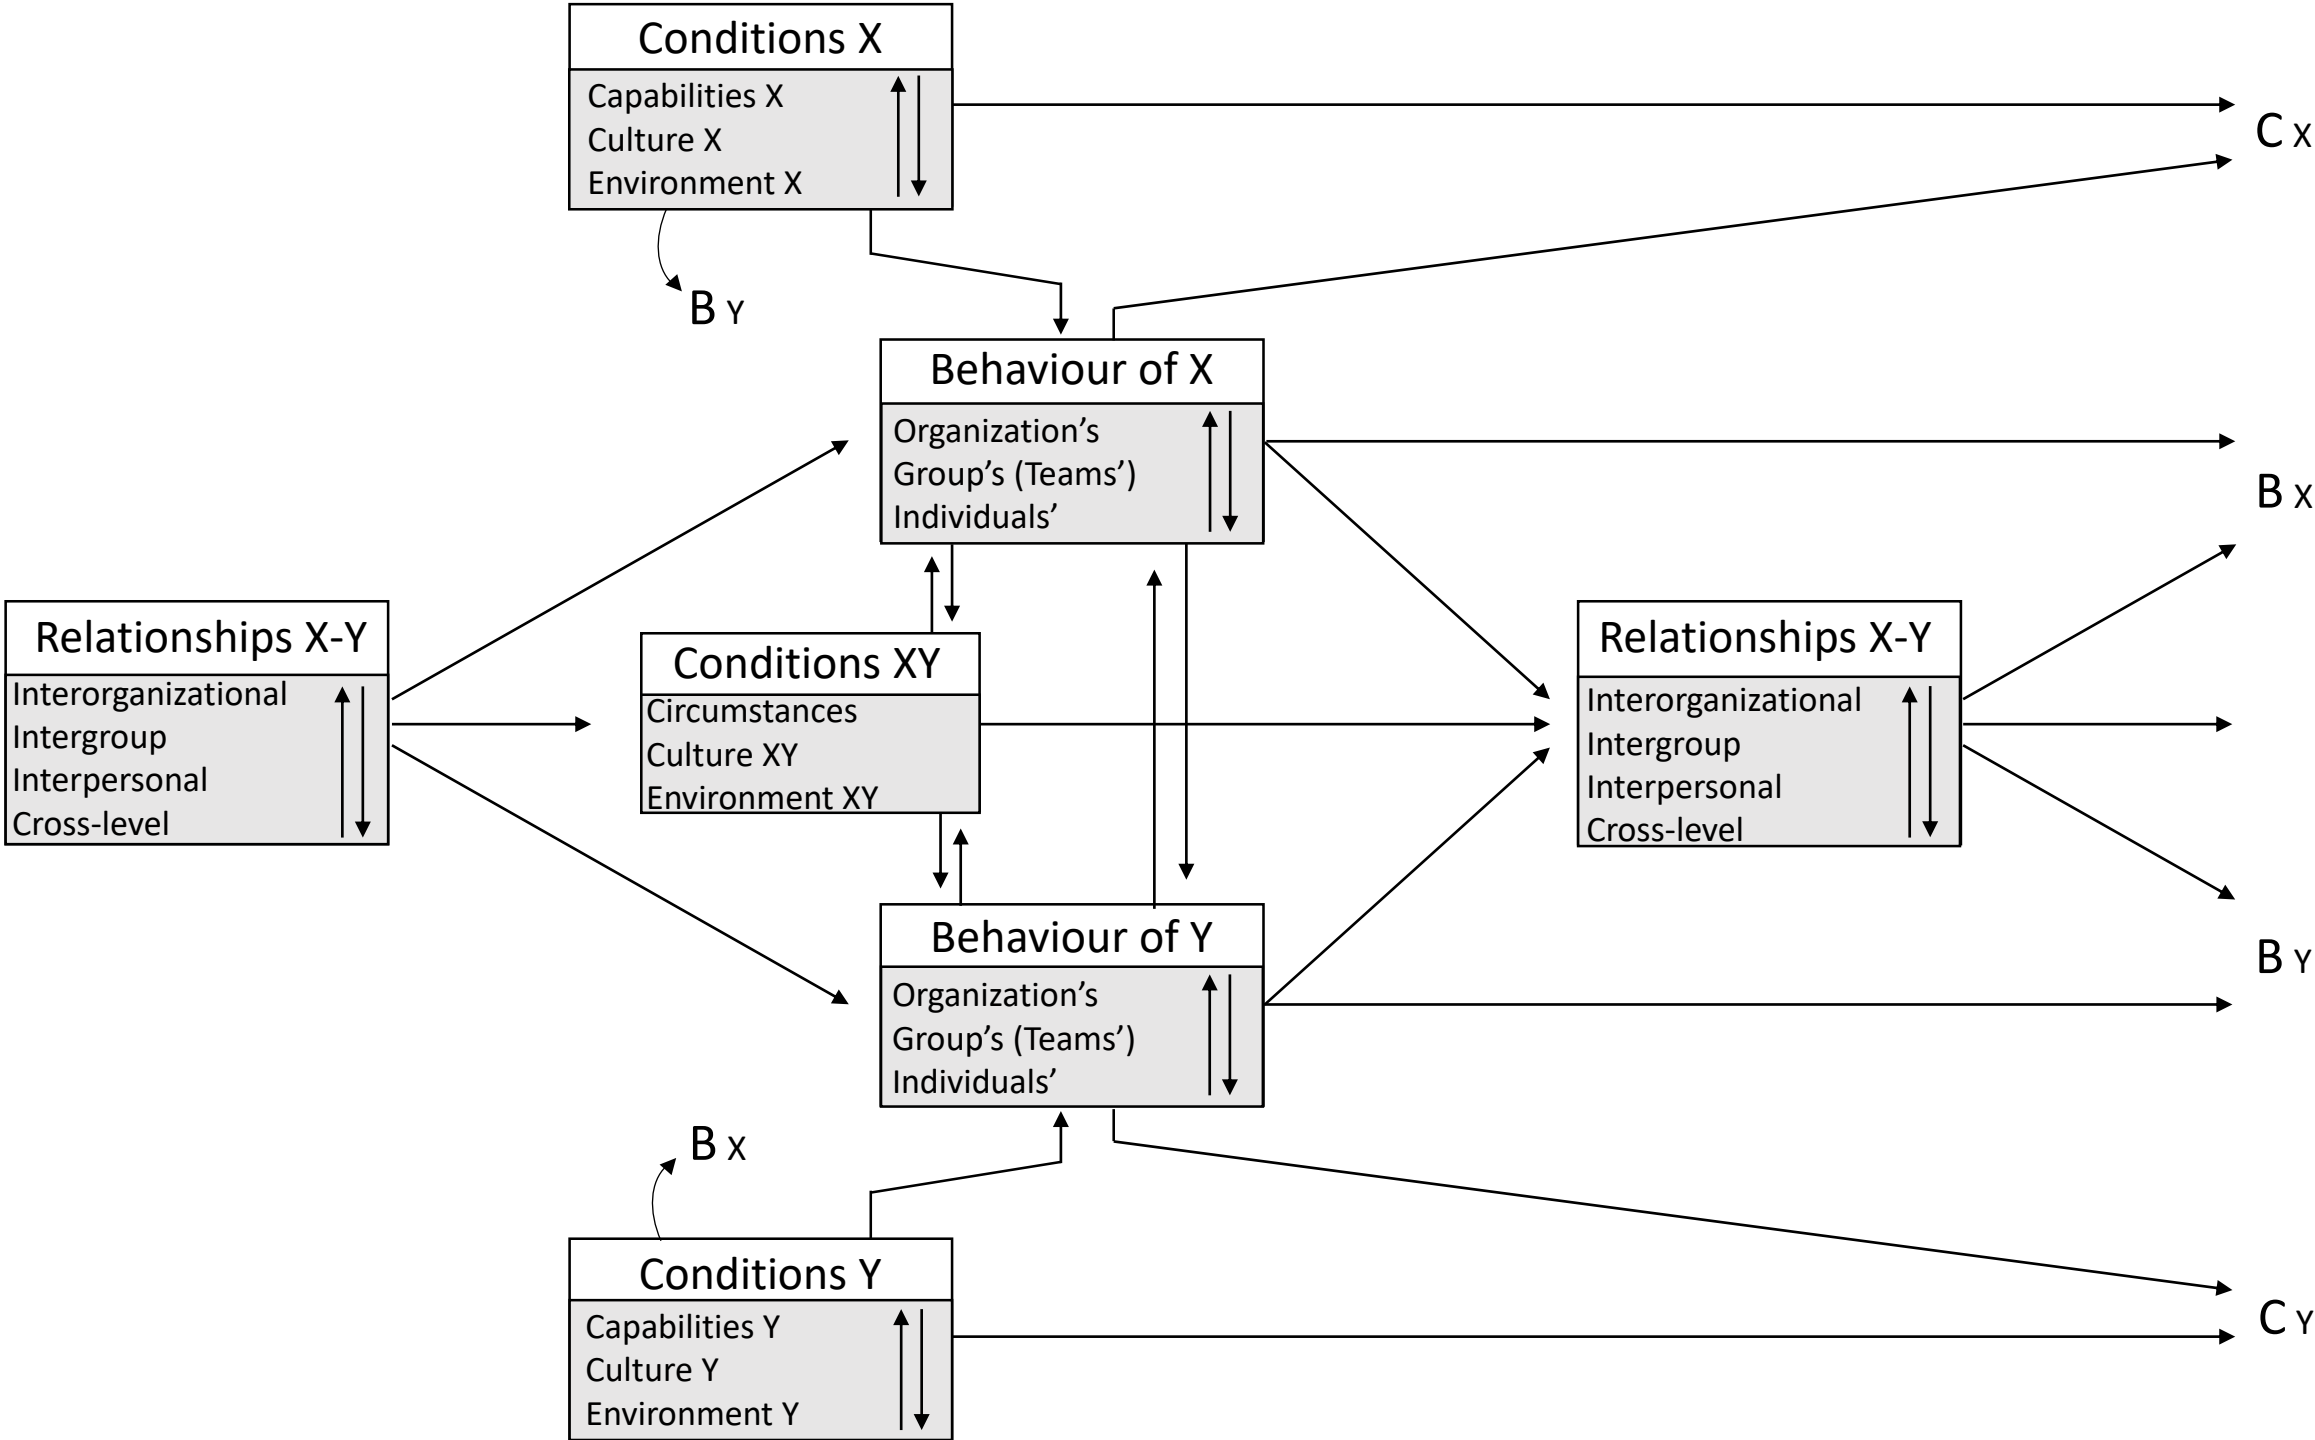 Conditions X
Capabilities X
Culture X
Environment X
C X
B Y
Behaviour of X
Organization’s
Group’s (Teams’)
Individuals’
B X
Relationships X-Y
Interorganizational
Intergroup
Interpersonal
Cross-level
Conditions XY
Circumstances
Culture XY
Environment XY
Relationships X-Y
Interorganizational
Intergroup
Interpersonal
Cross-level
Behaviour of Y
Organization’s
Group’s (Teams’)
Individuals’
B Y
B X
Conditions Y
Capabilities Y
Culture Y
Environment Y
C Y